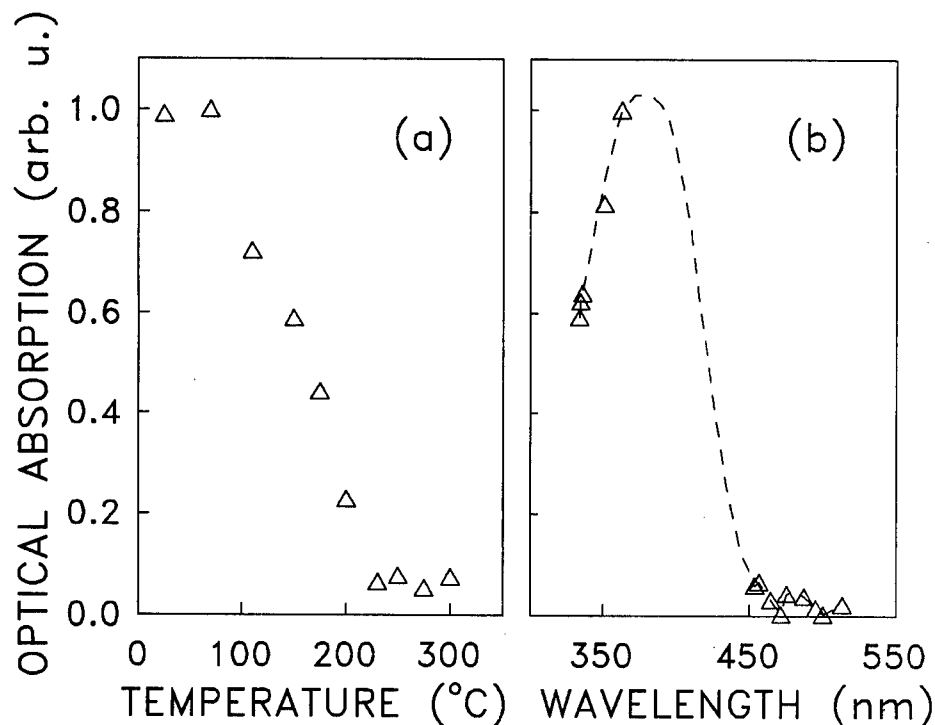 OPTICAL ABSORPTION (arb. u.)
1.0
0.8
0.6
0.4
0.2
0.0
(a)
(b)
0 100 200 300
350 450 550
TEMPERATURE (°C)
WAVELENGTH (nm)